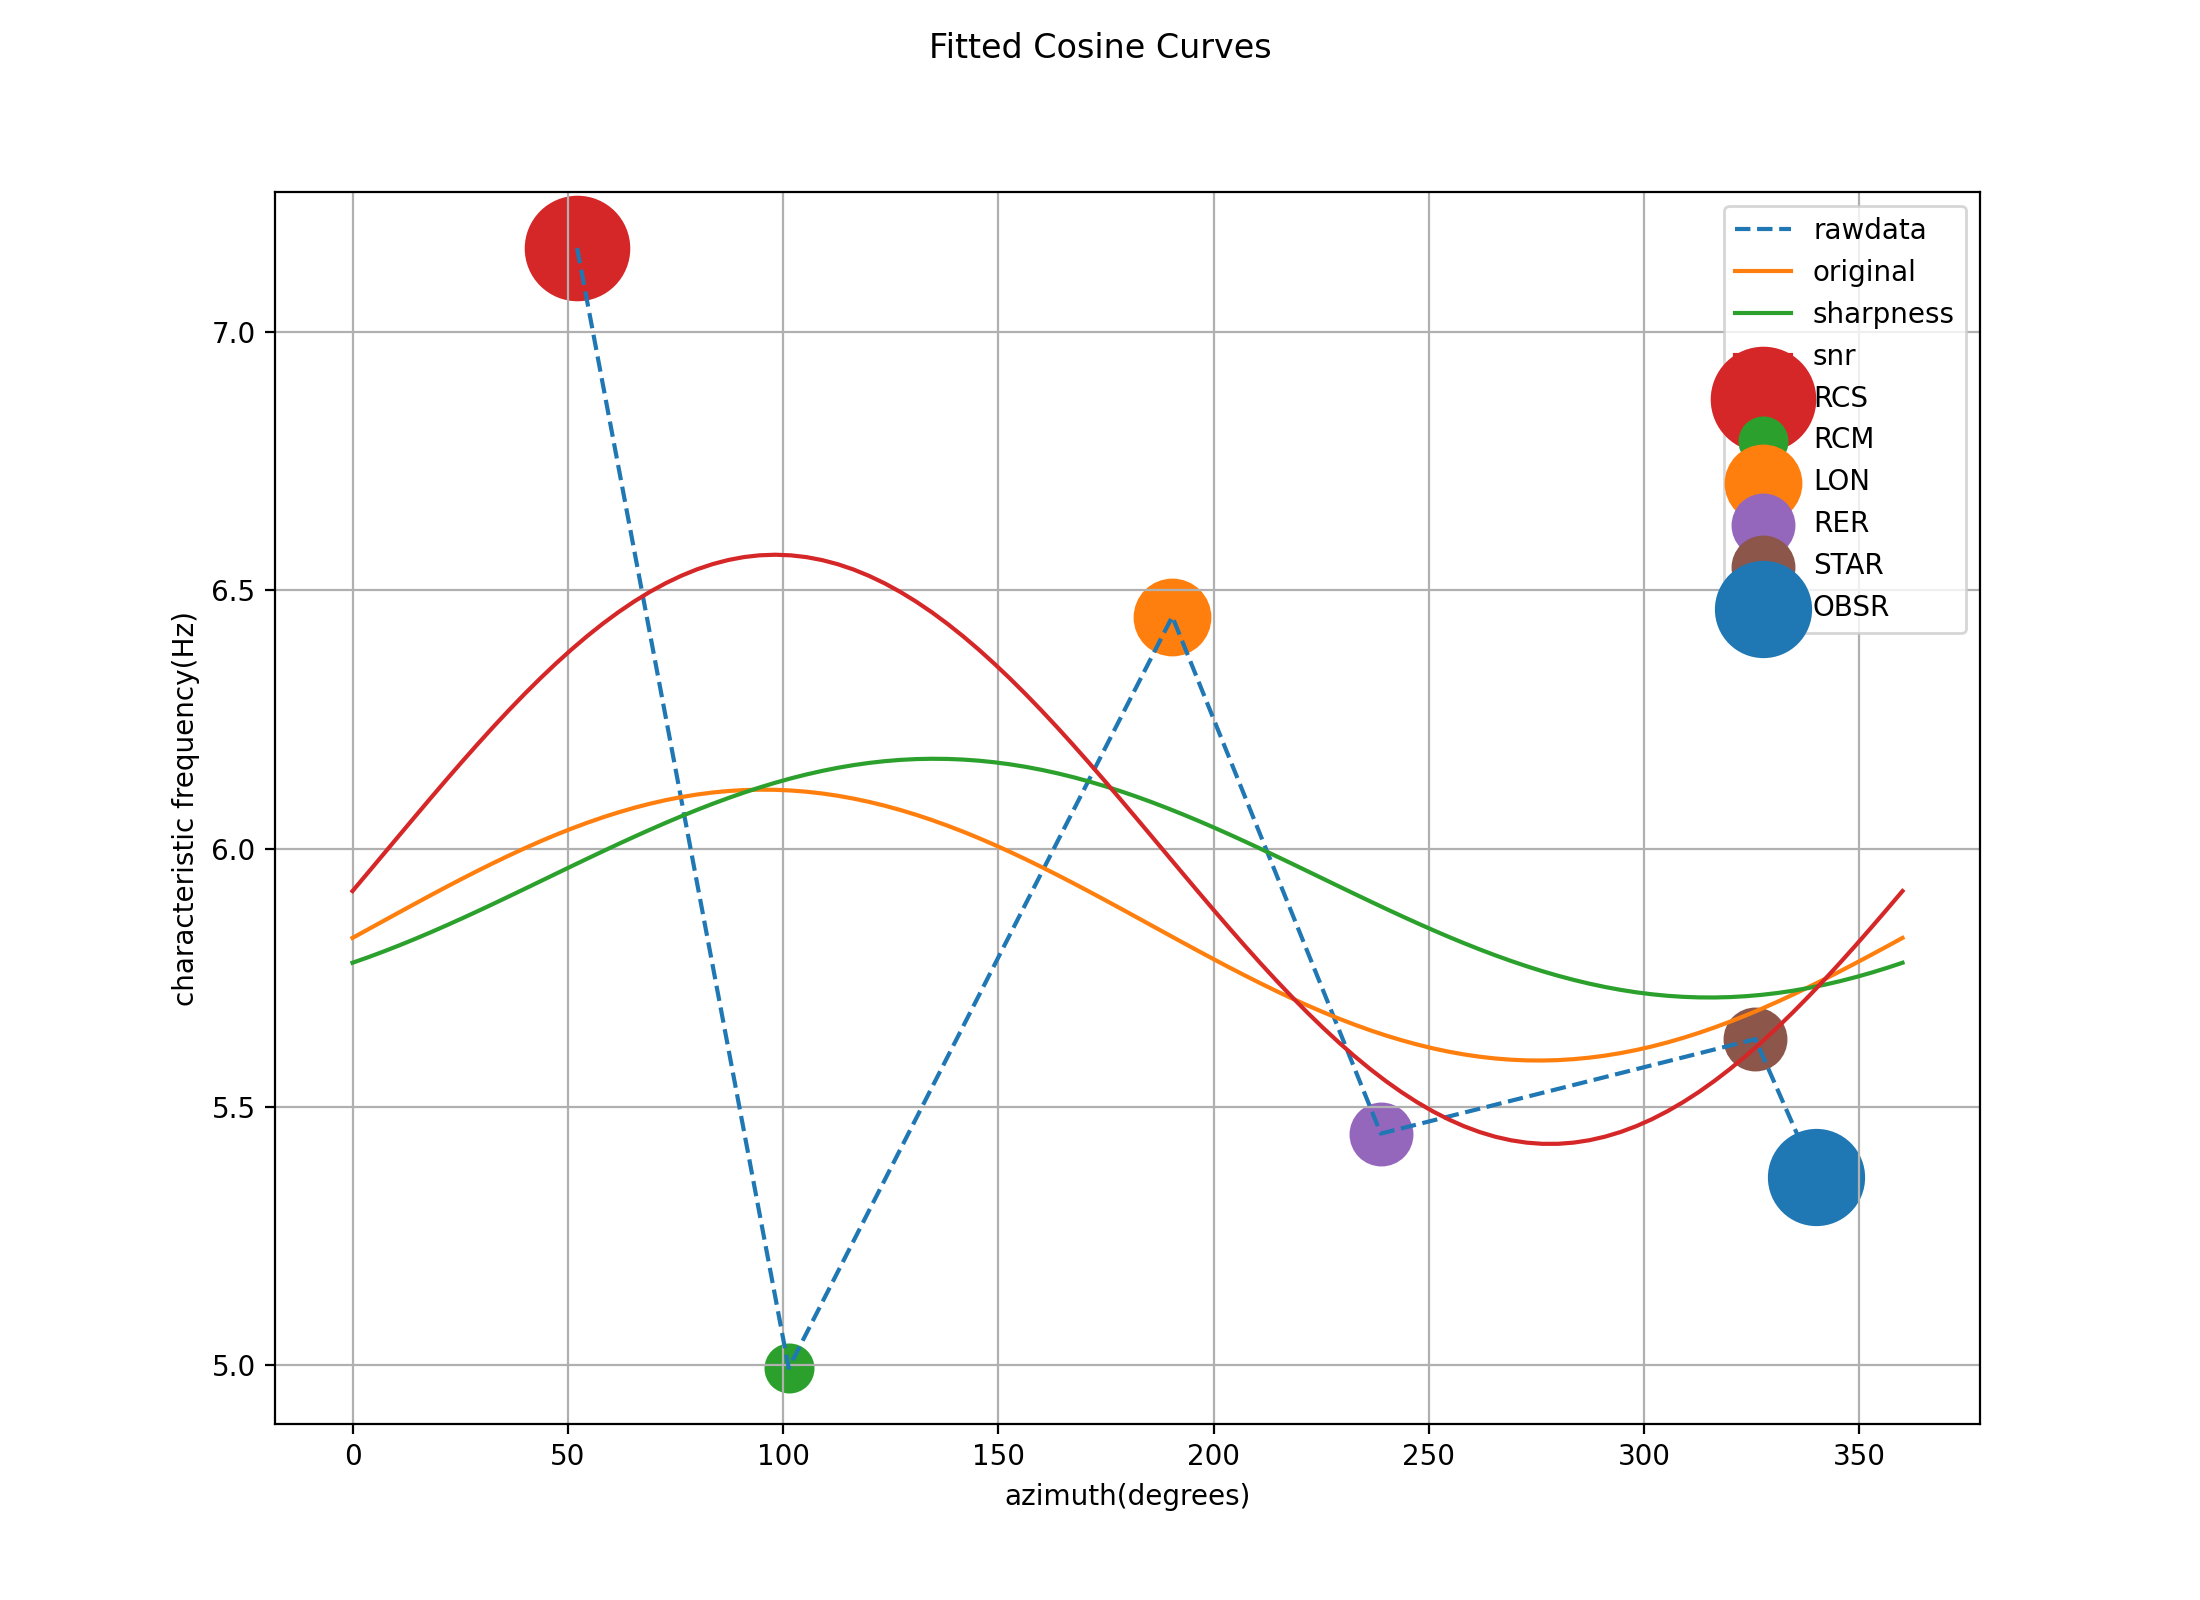 Fitted Cosine Curves
characteristic frequency(Hz)
7.0
6.5
6.0
5.5
5.0
0 50 100 150 200 250 300 350
azimuth(degrees)
rawdata
original
sharpness
snr
RCS
RCM
LON
RER
STAR
OBSR